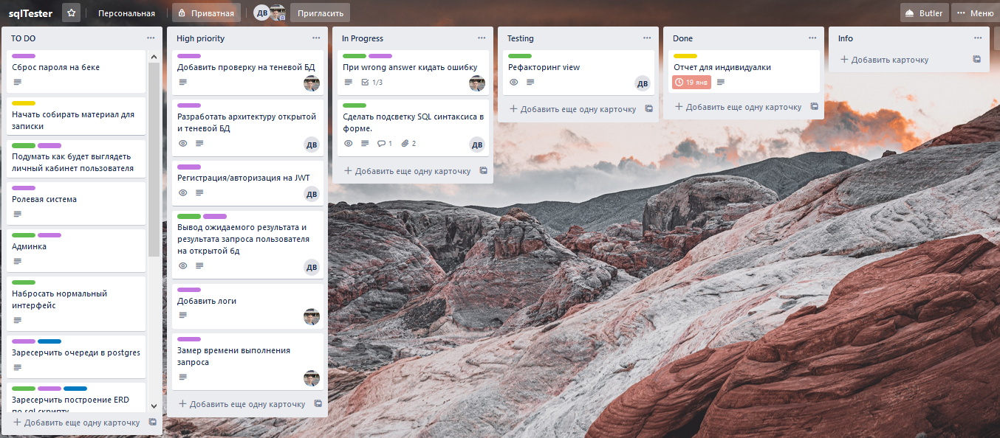 sqlTester
Персональная
Приватная
ДВ
Пригласить
Butler
Меню
TO DO
Сброс пароля на беке
Начать собирать материал для
записки
Подумать как будет выглядеть
личный кабинет пользователя
Ролевая система
Админка
Набросать нормальный
интерфейс
Заресерчить очереди в postgres
Заресерчить построение ERD
по sql скрипту
Добавить еще одну карточку
High priority
Добавить проверку на теневой БД
Разработать архитектуру открытой
и теневой БД
ДВ
Регистрация/авторизация на JWT
ДВ
Вывод ожидаемого результата и
результата запроса пользователя
на открытой бд
ДВ
Добавить логи
Замер времени выполнения
запроса
Добавить еще одну карточку
In Progress
При wrong answer кидать ошибку
1/3
Сделать подсветку SQL синтаксиса в
форме.
1 2 ДВ
Добавить еще одну карточку
Testing
Рефакторинг view
ДВ
Добавить еще одну карточку
Done
Отчет для индивидуалки
19 янв
Добавить еще одну карточку
Info
Добавить карточку